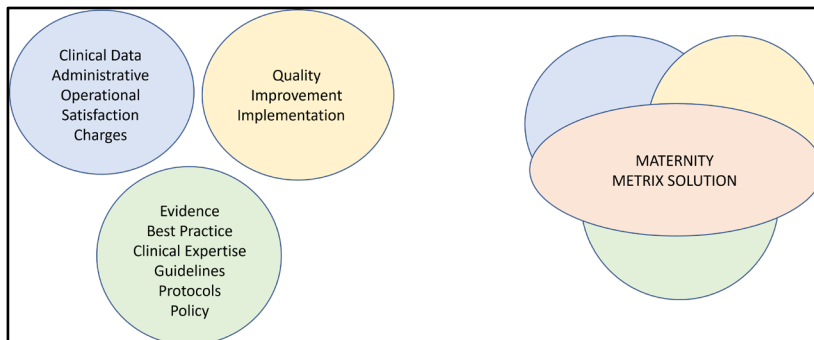 Clinical Data
Administrative
Operational
Satisfaction
Charges
Quality
Improvement
Implementation
Evidence
Best Practice
Clinical Expertise
Guidelines
Protocols
Policy
MATERNITY
METRIX SOLUTION